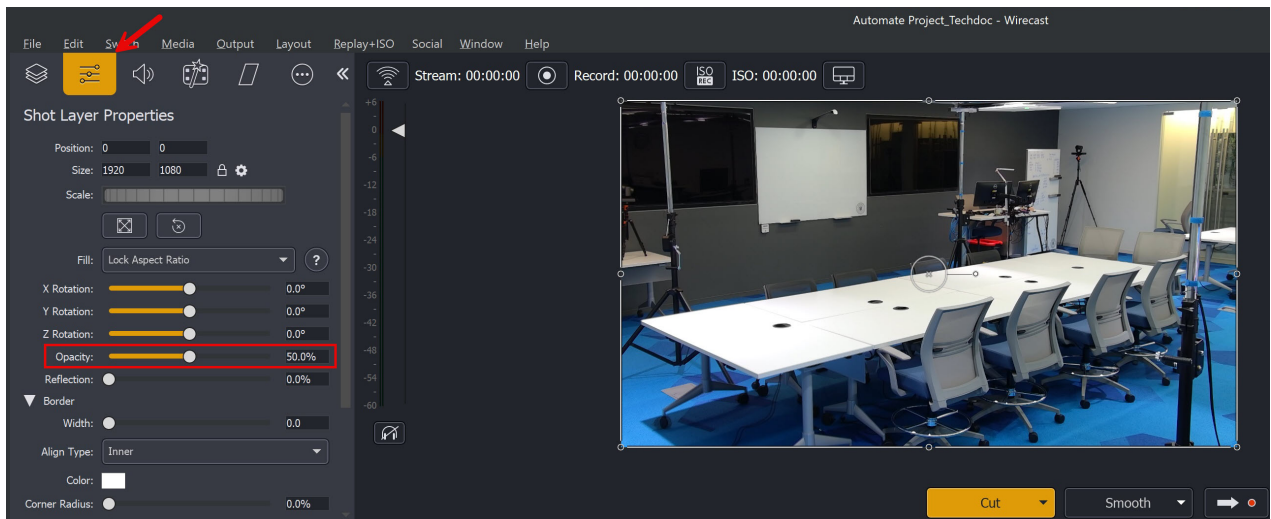 Automate Project_Techdoc - Wirecast
File Edit Switch Media Output Layout Replay+ISO Social Window Help
Stream: 00:00:00 Record: 00:00:00 ISO REC ISO: 00:00:00
Shot Layer Properties
Position: 0 0
Size: 1920 1080
Scale:
Fill: Lock Aspect Ratio ?
X Rotation: 0.0°
Y Rotation: 0.0°
Z Rotation: 0.0°
Opacity: 50.0%
Reflection: 0.0%
Border
Width: 0.0
Align Type: Inner
Color:
Corner Radius: 0.0%
+6
0
-6
-12
-18
-24
-30
-36
-42
-48
-54
-60
Cut Smooth